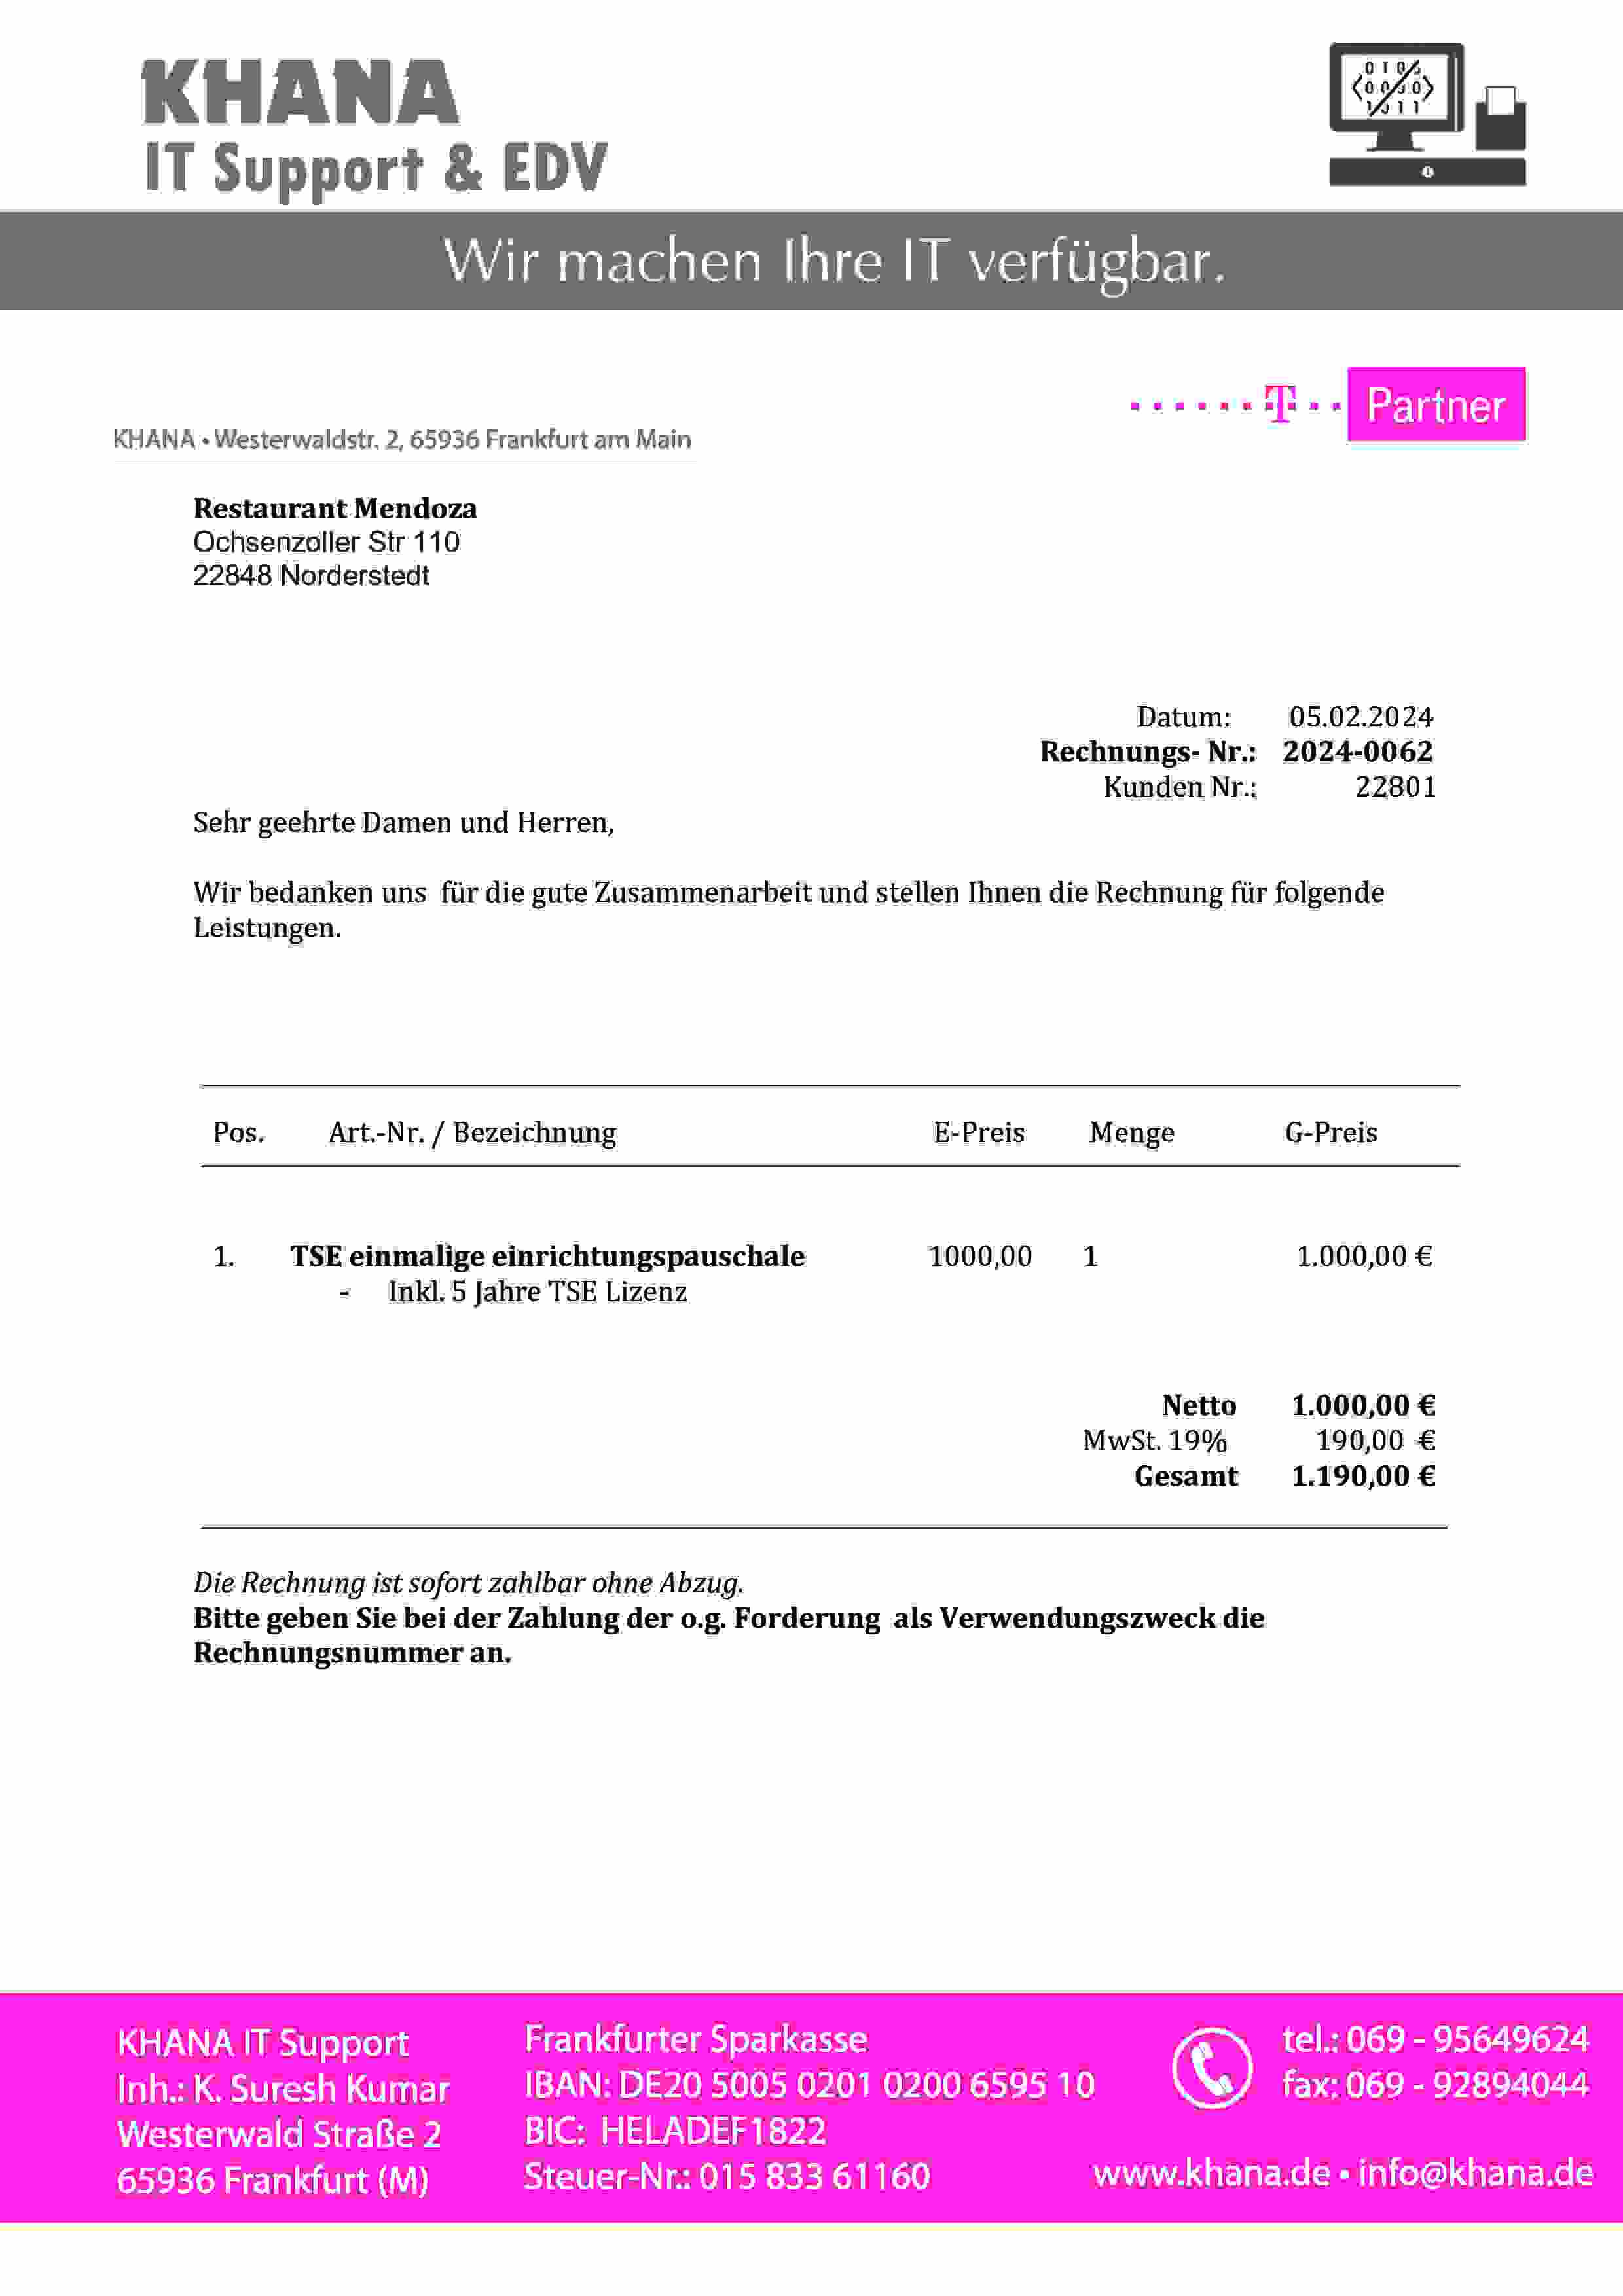 KHANA
IT Support & EDV
Wir machen Ihre IT verfügbar.
T Partner
KHANA • Westerwaldstr. 2, 65936 Frankfurt am Main
Restaurant Mendoza
Ochsenzoller Str 110
22848 Norderstedt
Datum: 05.02.2024
Rechnungs- Nr.: 2024-0062
Kunden Nr.: 22801
Sehr geehrte Damen und Herren,
Wir bedanken uns für die gute Zusammenarbeit und stellen Ihnen die Rechnung für folgende
Leistungen.
Pos. Art.-Nr. / Bezeichnung E-Preis Menge G-Preis
1. TSE einmalige einrichtungspauschale 1000,00 1 1.000,00 €
- Inkl. 5 Jahre TSE Lizenz
Netto 1.000,00 €
MwSt. 19% 190,00 €
Gesamt 1.190,00 €
Die Rechnung ist sofort zahlbar ohne Abzug.
Bitte geben Sie bei der Zahlung der o.g. Forderung als Verwendungszweck die
Rechnungsnummer an.
KHANA IT Support
Inh.: K. Suresh Kumar
Westerwald Straße 2
65936 Frankfurt (M)
Frankfurter Sparkasse
IBAN: DE20 5005 0201 0200 6595 10
BIC: HELADEF1822
Steuer-Nr.: 015 833 61160
tel.: 069 - 95649624
fax: 069 - 92894044
www.khana.de • info@khana.de